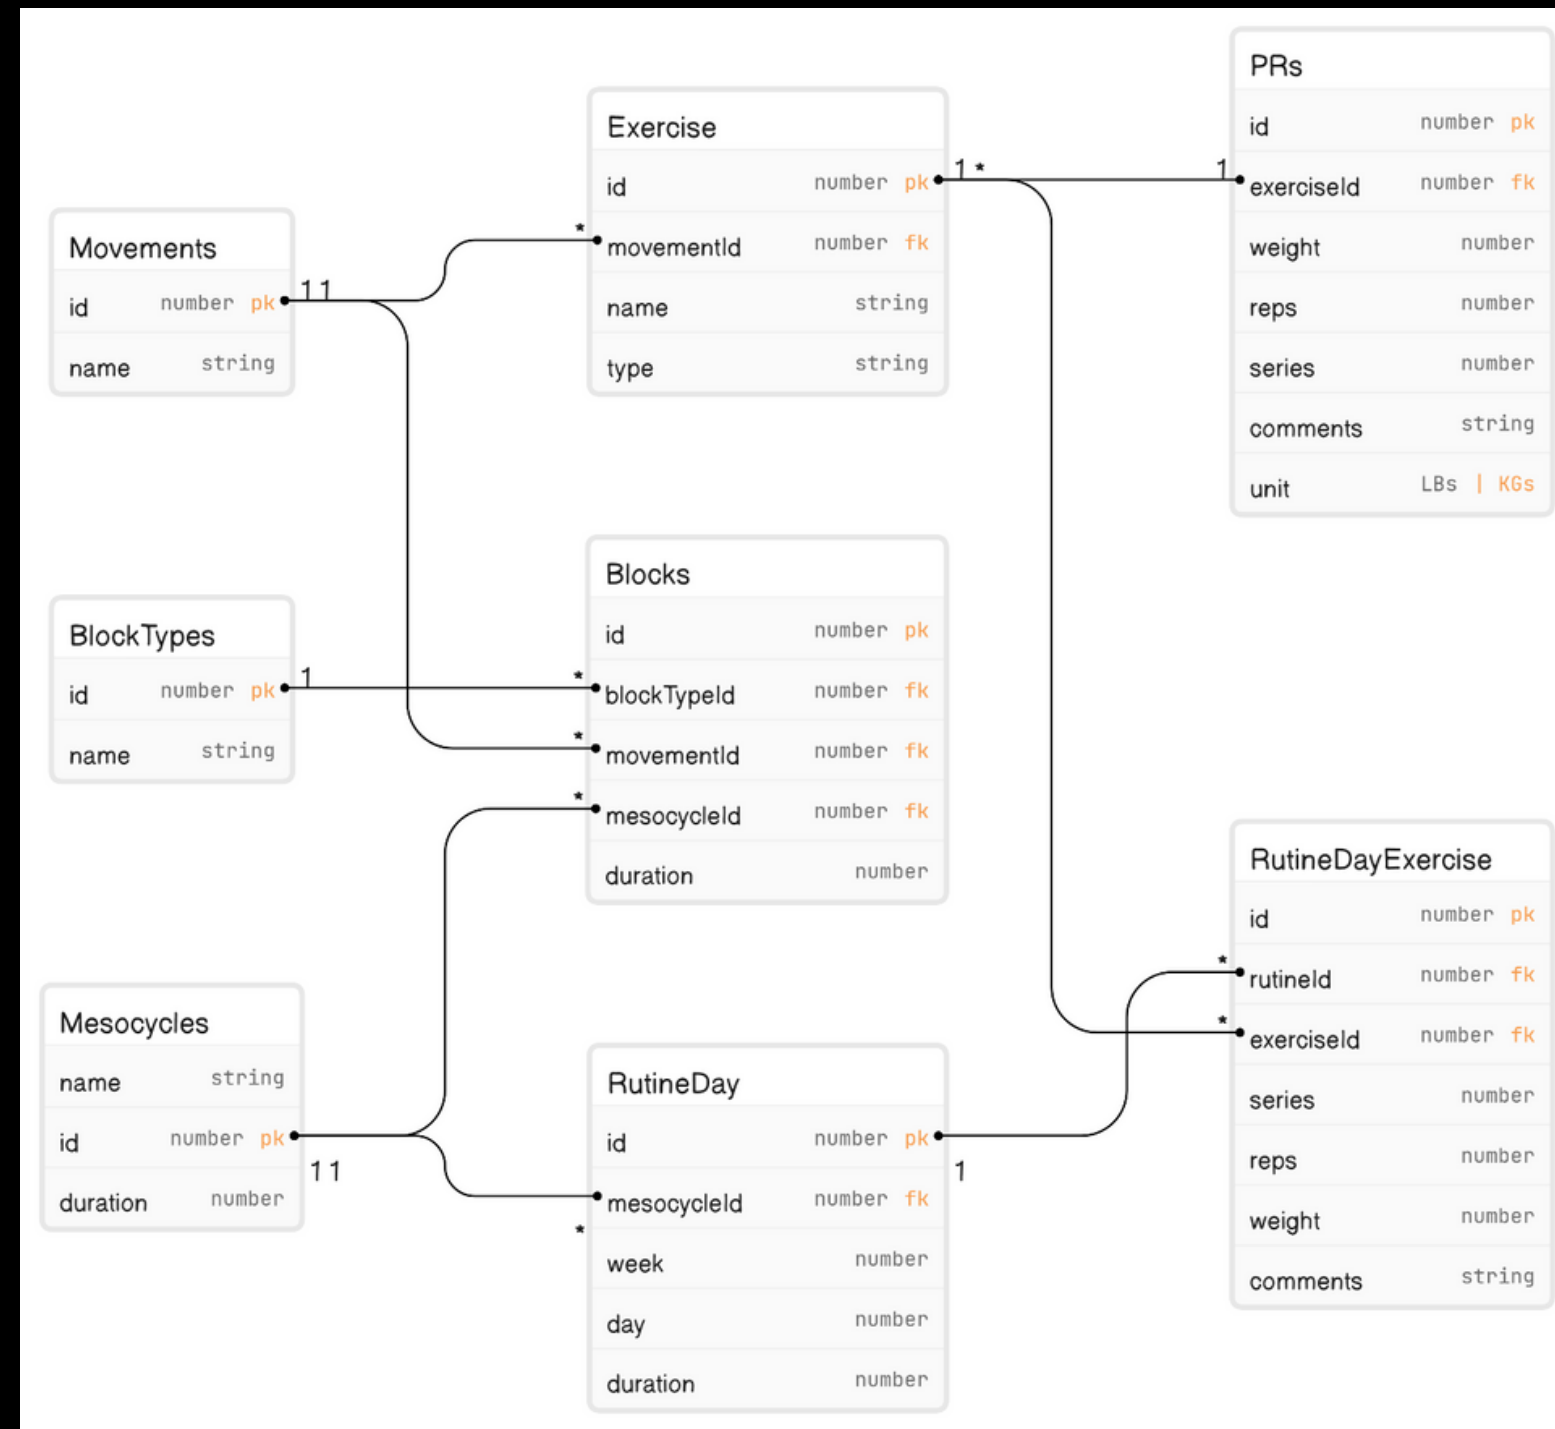 PRs
id number pk
exerciseId number fk
weight number
reps number
series number
comments string
unit LBs | KGs
Exercise
id number pk
movementId number fk
name string
type string
1 *
1
*
Movements
id number pk
name string
1 1
Blocks
id number pk
blockTypeId number fk
movementId number fk
mesocycleId number fk
duration number
*
*
*
BlockTypes
id number pk
name string
1
RutineDayExercise
id number pk
rutineId number fk
exerciseId number fk
series number
reps number
weight number
comments string
*
*
Mesocycles
name string
id number pk
duration number
1 1
RutineDay
id number pk
mesocycleId number fk
week number
day number
duration number
*
1